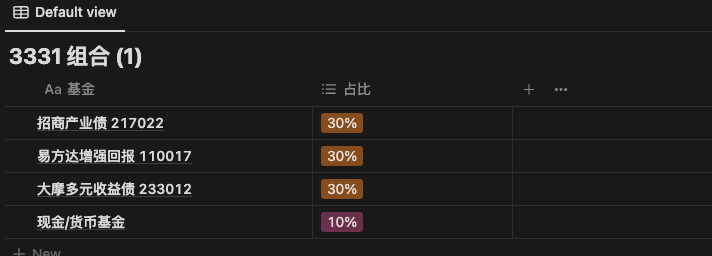 Default view
3331 组合 (1)
Aa 基金 占比
招商产业债 217022 30%
易方达增强回报 110017 30%
大摩多元收益债 233012 30%
现金/货币基金 10%
+ New